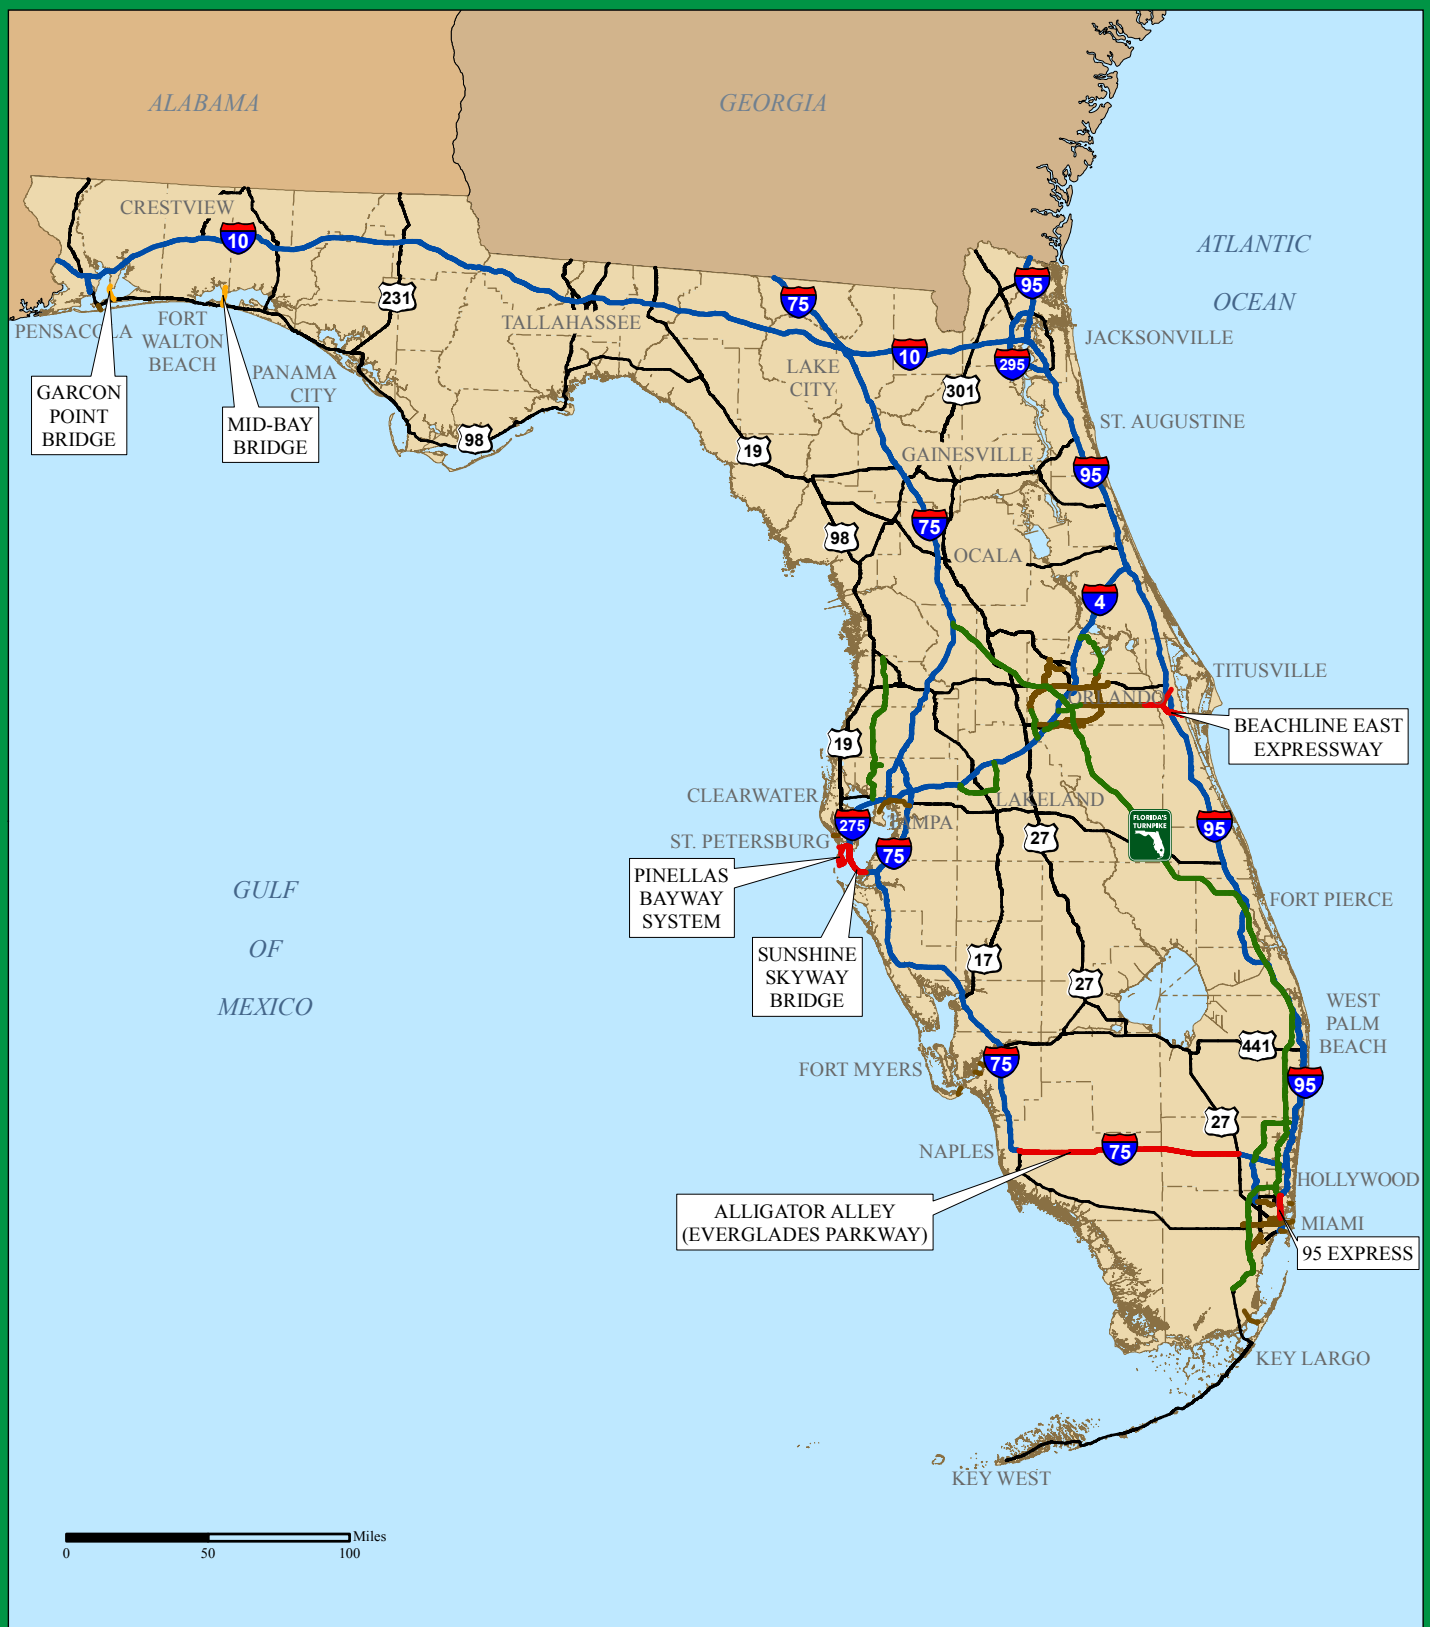 ALABAMA
GEORGIA
CRESTVIEW
10
231
ATLANTIC
OCEAN
95
75
PENSACOLA
FORT
WALTON
BEACH
TALLAHASSEE
JACKSONVILLE
10
295
LAKE
CITY
PANAMA
CITY
301
GARCON
POINT
BRIDGE
MID-BAY
BRIDGE
98
19
ST. AUGUSTINE
GAINESVILLE
95
75
98
OCALA
4
TITUSVILLE
ORLANDO
BEACHLINE EAST
EXPRESSWAY
19
CLEARWATER
LAKELAND
275
TAMPA
FLORIDA'S
TURNPIKE
95
ST. PETERSBURG
27
75
PINELLAS
BAYWAY
SYSTEM
GULF
OF
MEXICO
FORT PIERCE
SUNSHINE
SKYWAY
BRIDGE
17
27
WEST
PALM
BEACH
441
FORT MYERS
75
95
27
NAPLES
75
HOLLYWOOD
ALLIGATOR ALLEY
(EVERGLADES PARKWAY)
MIAMI
95 EXPRESS
KEY LARGO
KEY WEST
Miles
0 50 100